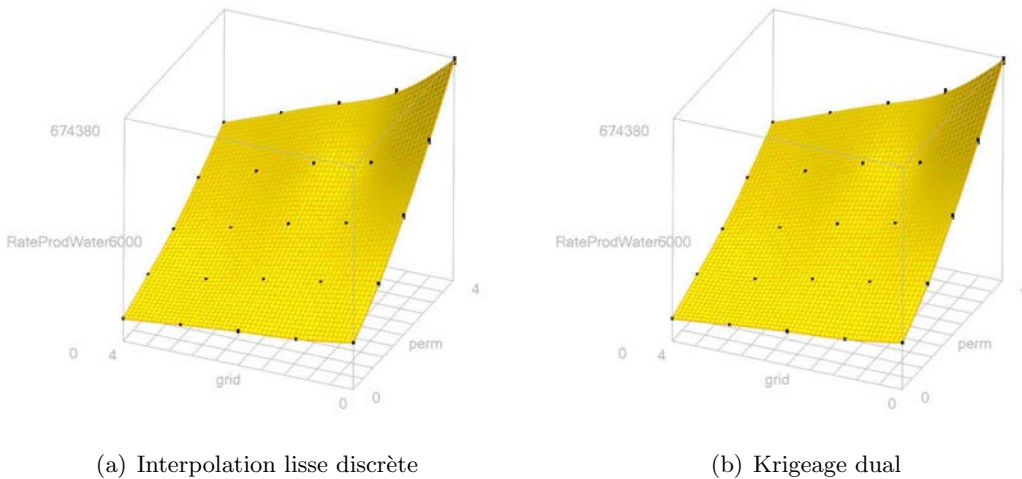 674380
RateProdWater6000
0
4
grid
0
0
perm
4
674380
RateProdWater6000
0
4
grid
0
0
perm
(a) Interpolation lisse discrète
(b) Krigeage dual